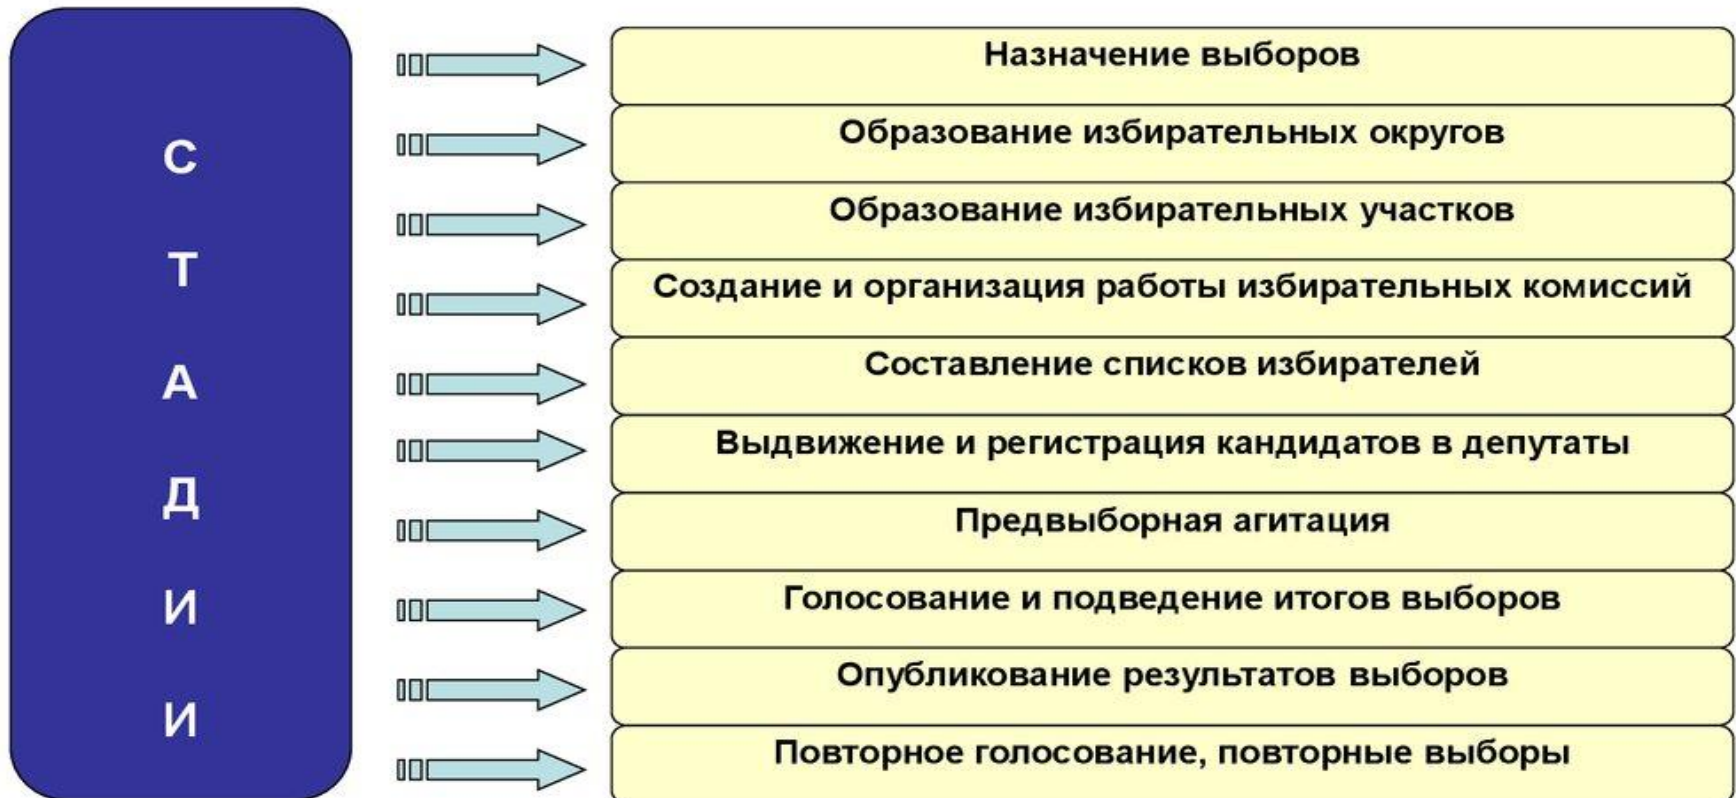 С
Т
А
Д
И
И
Назначение выборов
Образование избирательных округов
Образование избирательных участков
Создание и организация работы избирательных комиссий
Составление списков избирателей
Выдвижение и регистрация кандидатов в депутаты
Предвыборная агитация
Голосование и подведение итогов выборов
Опубликование результатов выборов
Повторное голосование, повторные выборы